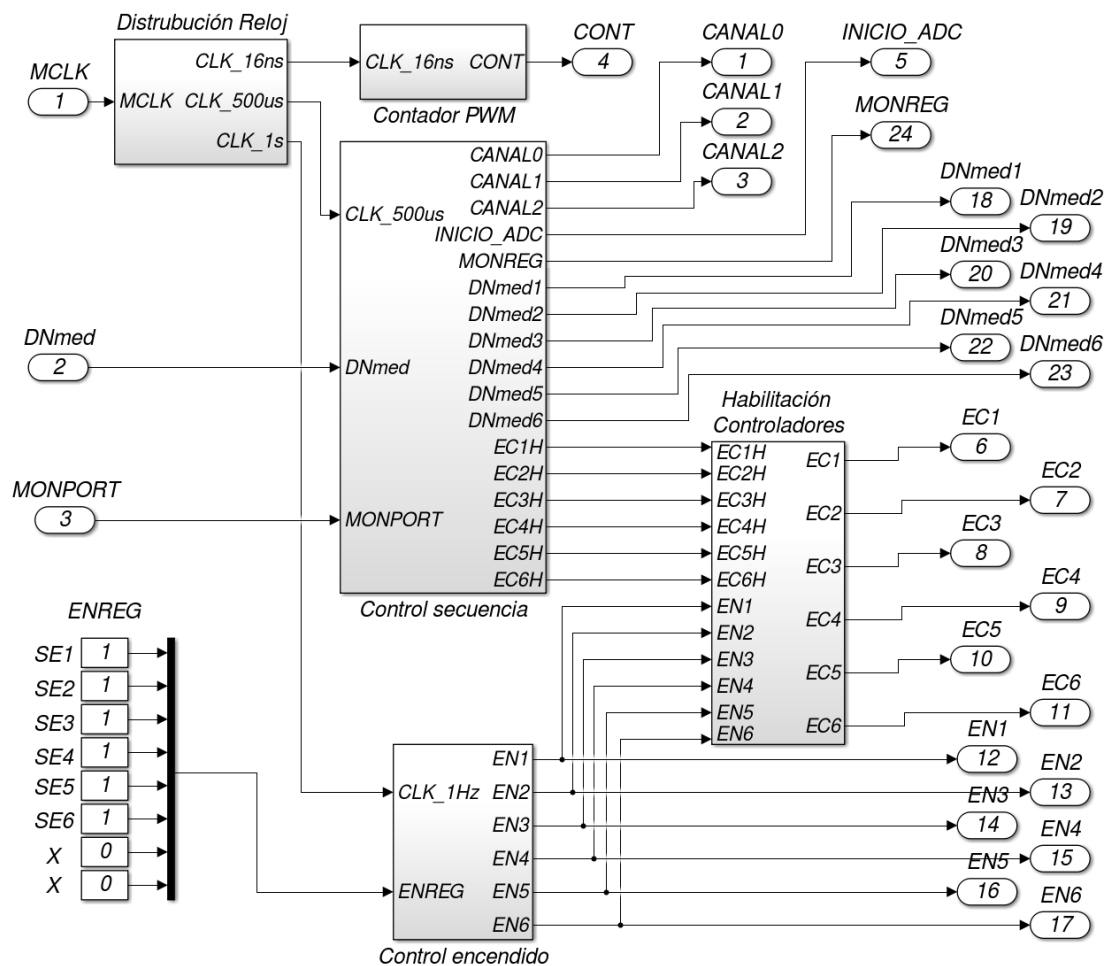 Distrubución Reloj
MCLK
1
MCLK
CLK_16ns
CLK_500us
CLK_1s
CLK_16ns
CONT
Contador PWM
CONT
4
CANAL0
1
CANAL1
2
CANAL2
3
INICIO_ADC
5
MONREG
24
DNmed1
18
DNmed2
19
DNmed3
20
DNmed4
21
DNmed5
22
DNmed6
23
DNmed
2
MONPORT
3
CLK_500us
DNmed
MONPORT
CANAL0
CANAL1
CANAL2
INICIO_ADC
MONREG
DNmed1
DNmed2
DNmed3
DNmed4
DNmed5
DNmed6
EC1H
EC2H
EC3H
EC4H
EC5H
EC6H
Control secuencia
Habilitación
Controladores
EC1H
EC2H
EC3H
EC4H
EC5H
EC6H
EN1
EN2
EN3
EN4
EN5
EN6
EC1
EC2
EC3
EC4
EC5
EC6
EC1
6
EC2
7
EC3
8
EC4
9
EC5
10
EC6
11
ENREG
SE1 1
SE2 1
SE3 1
SE4 1
SE5 1
SE6 1
X 0
X 0
CLK_1Hz
ENREG
EN1
EN2
EN3
EN4
EN5
EN6
Control encendido
EN1
12
EN2
13
EN3
14
EN4
15
EN5
16
EN6
17